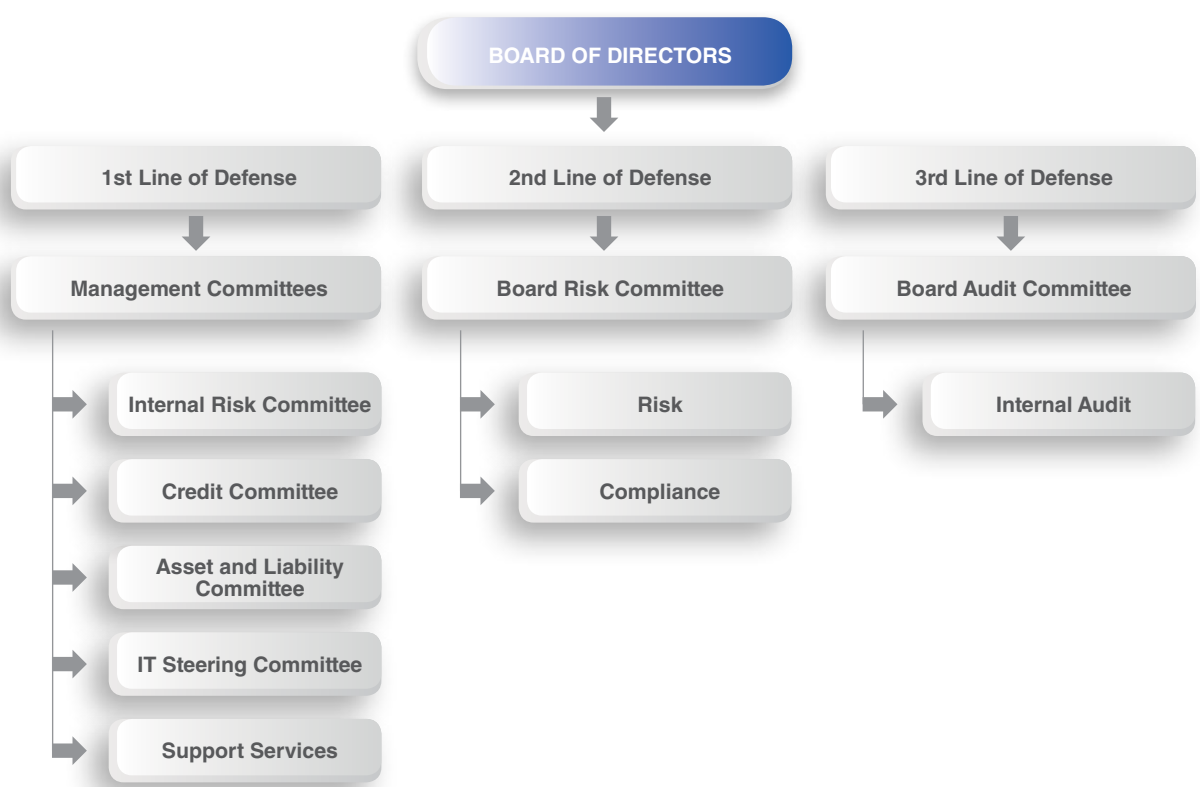 BOARD OF DIRECTORS
1st Line of Defense
2nd Line of Defense
3rd Line of Defense
Management Committees
Board Risk Committee
Board Audit Committee
Internal Risk Committee
Credit Committee
Asset and Liability
Committee
IT Steering Committee
Support Services
Risk
Compliance
Internal Audit